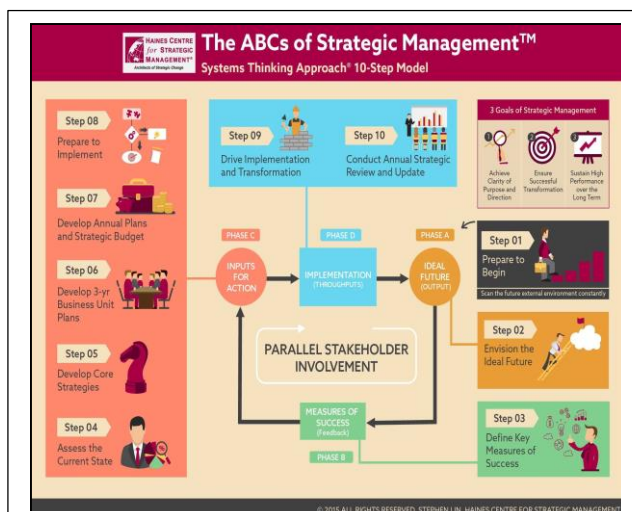 HAINES CENTRE
for STRATEGIC
MANAGEMENT®
Architects of Strategic Change
The ABCs of Strategic Management™
Systems Thinking Approach® 10-Step Model
Step 08
Prepare to
Implement
Step 07
Develop Annual Plans
and Strategic Budget
Step 06
Develop 3-yr
Business Unit
Plans
Step 05
Develop Core
Strategies
Step 04
Assess the
Current State
Step 09
Drive Implementation
and Transformation
Step 10
Conduct Annual Strategic
Review and Update
3 Goals of Strategic Management
1
Achieve
Clarity of
Purpose and
Direction
2
Ensure
Successful
Transformation
3
Sustain High
Performance
over the
Long Term
PHASE C
INPUTS
FOR
ACTION
PHASE D
IMPLEMENTATION
(THROUGHPUTS)
PHASE A
IDEAL
FUTURE
(OUTPUT)
PARALLEL STAKEHOLDER
INVOLVEMENT
MEASURES OF
SUCCESS
(Feedback)
PHASE B
Step 01
Prepare to
Begin
Scan the future external environment constantly
Step 02
Envision the
Ideal Future
Step 03
Define Key
Measures of
Success
© 2015 ALL RIGHTS RESERVED. STEPHEN LIN, HAINES CENTRE FOR STRATEGIC MANAGEMENT